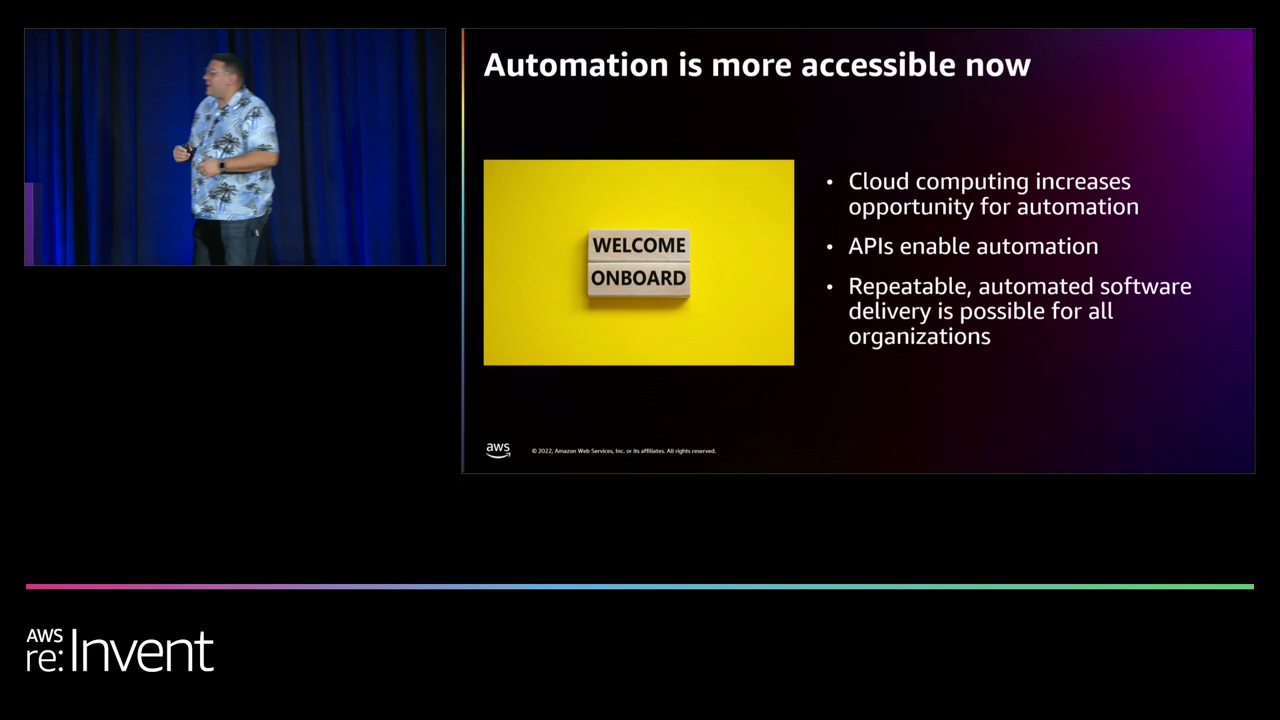 Automation is more accessible now
WELCOME
ONBOARD
• Cloud computing increases
opportunity for automation
• APIs enable automation
• Repeatable, automated software
delivery is possible for all
organizations
aws
© 2022, Amazon Web Services, Inc. or its affiliates. All rights reserved.
AWS
re:Invent